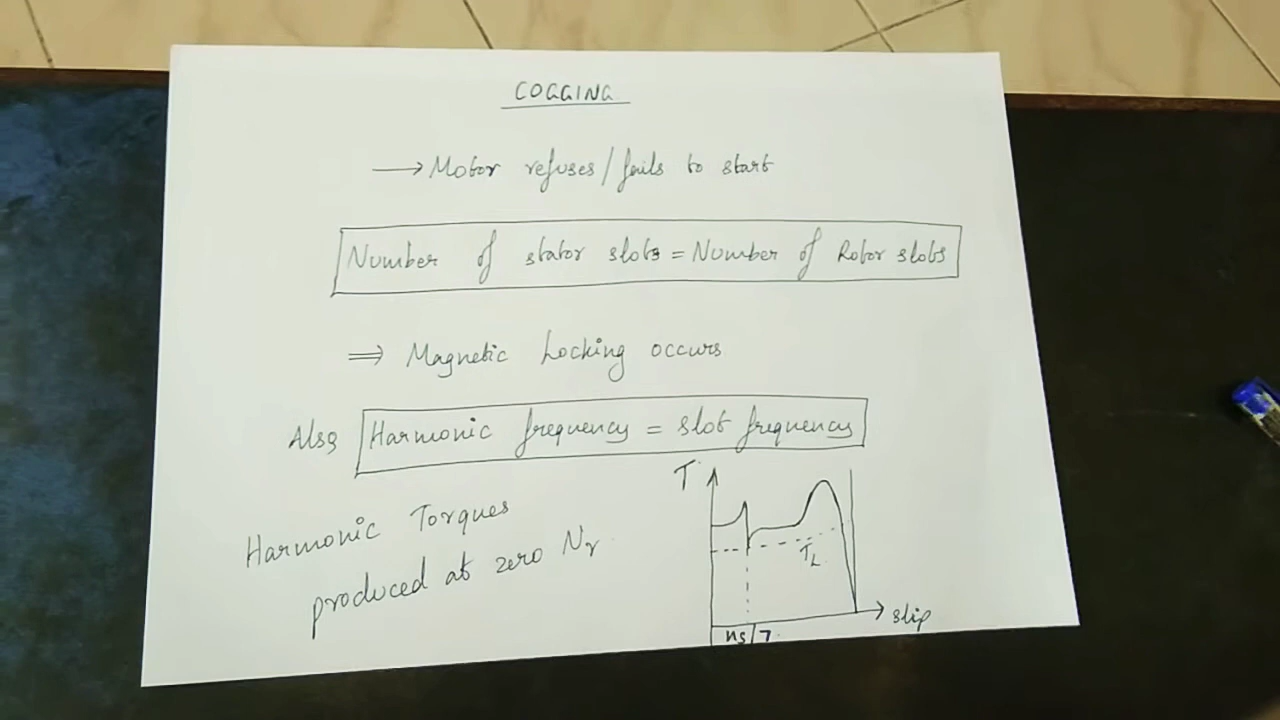 COGGING
→ Motor refuses/fails to start
Number of stator slots = Number of Rotor slots
⇒ Magnetic Locking occurs
Also Harmonic frequency = slot frequency
Harmonic Torques
produced at zero Nr
T
TL
slip
ns/7